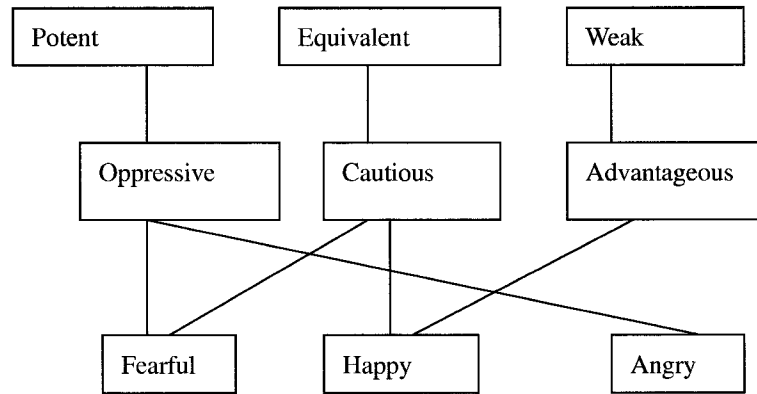 Potent
Equivalent
Weak
Oppressive
Cautious
Advantageous
Fearful
Happy
Angry